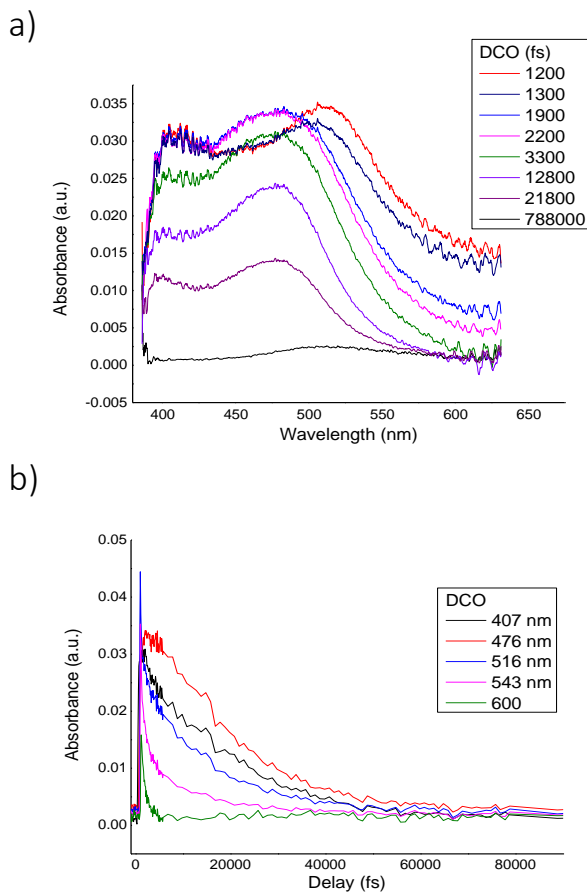 a)
DCO (fs)
1200
1300
1900
2200
3300
12800
21800
788000
0.035
0.030
0.025
0.020
0.015
0.010
0.005
0.000
-0.005
Absorbance (a.u.)
400 450 500 550 600 650
Wavelength (nm)
b)
0.05
0.04
0.03
0.02
0.01
0.00
Absorbance (a.u.)
DCO
407 nm
476 nm
516 nm
543 nm
600
0 20000 40000 60000 80000
Delay (fs)